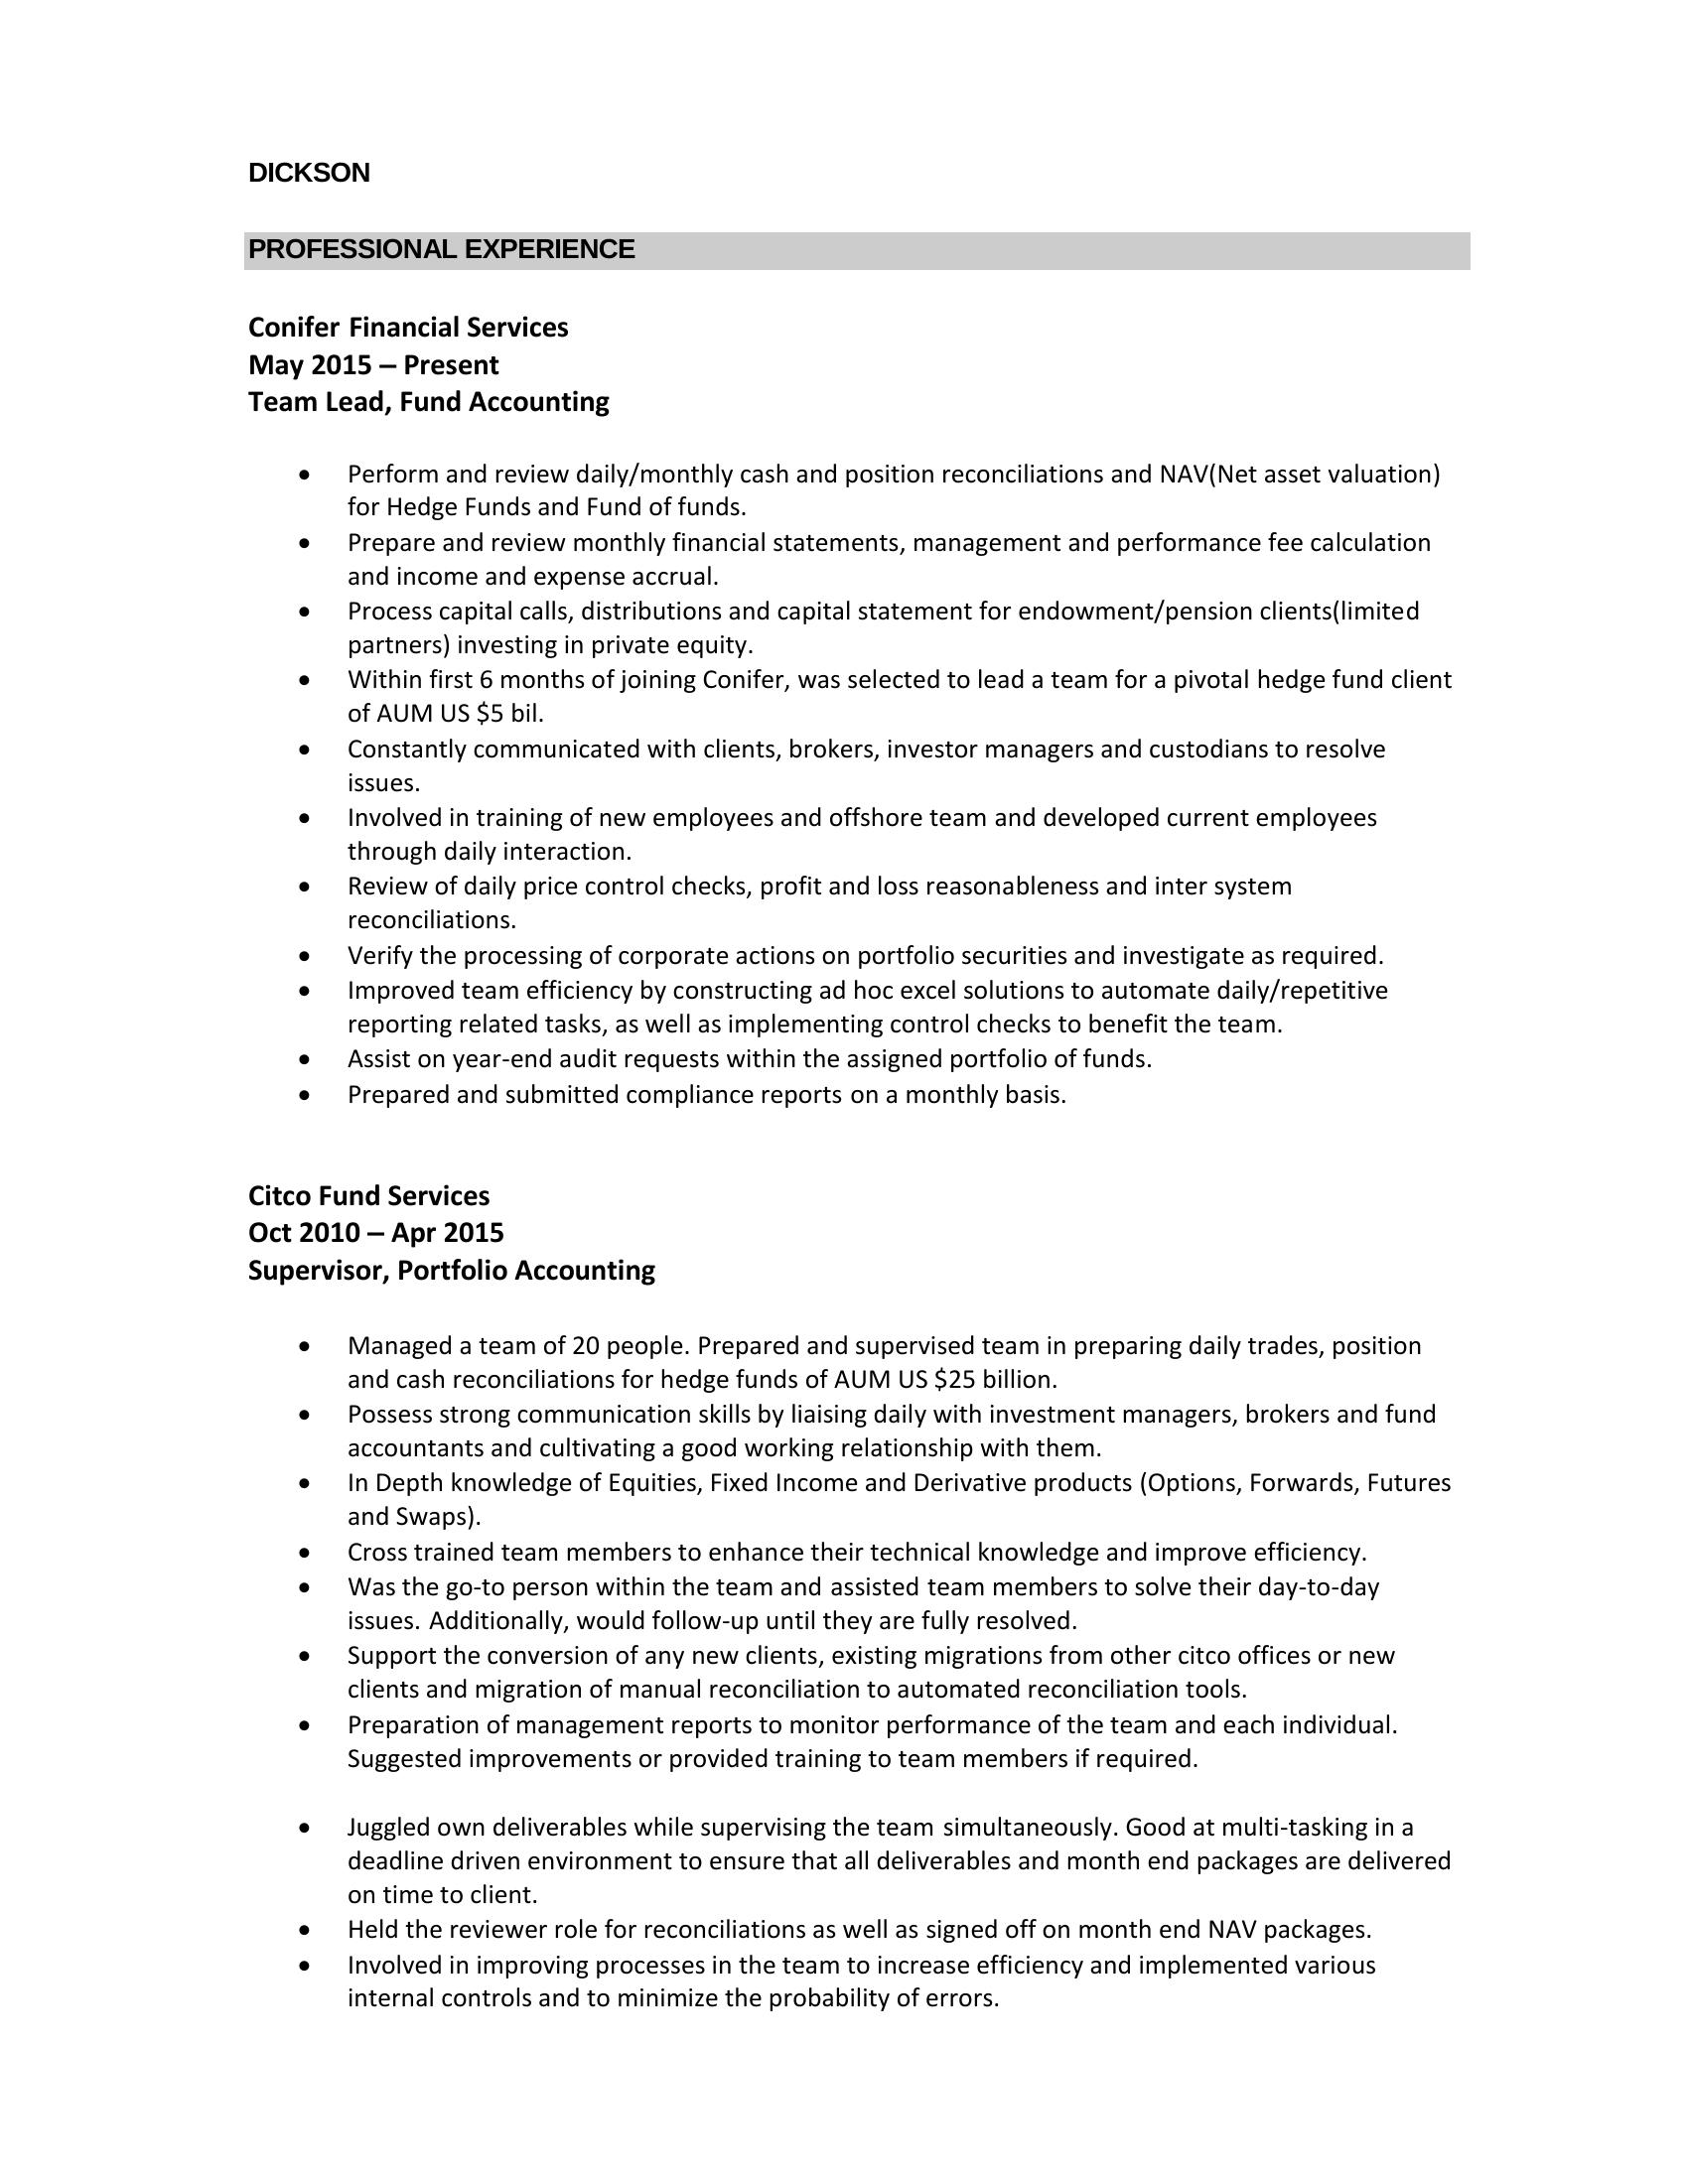 DICKSON
PROFESSIONAL EXPERIENCE
Conifer Financial Services
May 2015 – Present
Team Lead, Fund Accounting
• Perform and review daily/monthly cash and position reconciliations and NAV(Net asset valuation)
for Hedge Funds and Fund of funds.
• Prepare and review monthly financial statements, management and performance fee calculation
and income and expense accrual.
• Process capital calls, distributions and capital statement for endowment/pension clients(limited
partners) investing in private equity.
• Within first 6 months of joining Conifer, was selected to lead a team for a pivotal hedge fund client
of AUM US $5 bil.
• Constantly communicated with clients, brokers, investor managers and custodians to resolve
issues.
• Involved in training of new employees and offshore team and developed current employees
through daily interaction.
• Review of daily price control checks, profit and loss reasonableness and inter system
reconciliations.
• Verify the processing of corporate actions on portfolio securities and investigate as required.
• Improved team efficiency by constructing ad hoc excel solutions to automate daily/repetitive
reporting related tasks, as well as implementing control checks to benefit the team.
• Assist on year-end audit requests within the assigned portfolio of funds.
• Prepared and submitted compliance reports on a monthly basis.
Citco Fund Services
Oct 2010 – Apr 2015
Supervisor, Portfolio Accounting
• Managed a team of 20 people. Prepared and supervised team in preparing daily trades, position
and cash reconciliations for hedge funds of AUM US $25 billion.
• Possess strong communication skills by liaising daily with investment managers, brokers and fund
accountants and cultivating a good working relationship with them.
• In Depth knowledge of Equities, Fixed Income and Derivative products (Options, Forwards, Futures
and Swaps).
• Cross trained team members to enhance their technical knowledge and improve efficiency.
• Was the go-to person within the team and assisted team members to solve their day-to-day
issues. Additionally, would follow-up until they are fully resolved.
• Support the conversion of any new clients, existing migrations from other citco offices or new
clients and migration of manual reconciliation to automated reconciliation tools.
• Preparation of management reports to monitor performance of the team and each individual.
Suggested improvements or provided training to team members if required.
• Juggled own deliverables while supervising the team simultaneously. Good at multi-tasking in a
deadline driven environment to ensure that all deliverables and month end packages are delivered
on time to client.
• Held the reviewer role for reconciliations as well as signed off on month end NAV packages.
• Involved in improving processes in the team to increase efficiency and implemented various
internal controls and to minimize the probability of errors.